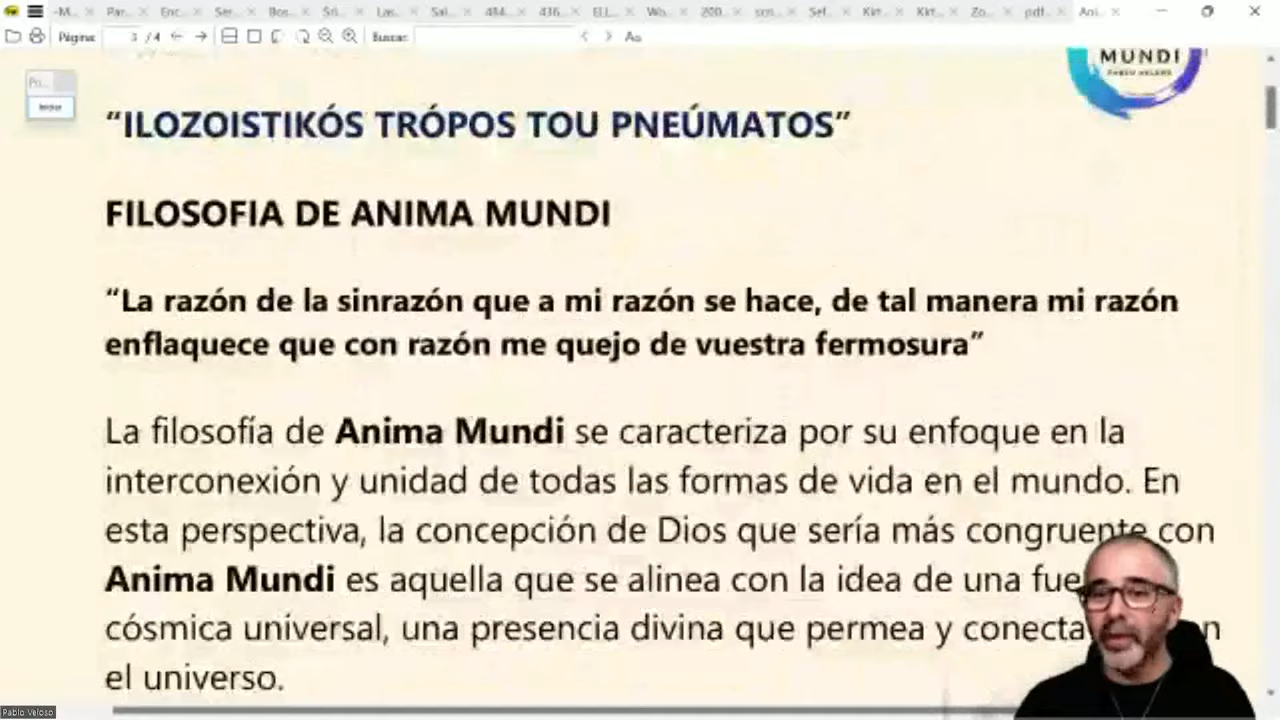 Página:
3 / 4
Buscar:
Aa
MUNDI
"ILOZOISTIKÓS TRÓPOS TOU PNEÚMATOS"
FILOSOFIA DE ANIMA MUNDI
"La razón de la sinrazón que a mi razón se hace, de tal manera mi razón
enflaquece que con razón me quejo de vuestra fermosura"
La filosofía de Anima Mundi se caracteriza por su enfoque en la
interconexión y unidad de todas las formas de vida en el mundo. En
esta perspectiva, la concepción de Dios que sería más congruente con
Anima Mundi es aquella que se alinea con la idea de una
cósmica universal, una presencia divina que permea y conecta
el universo.
Pablo Veloso